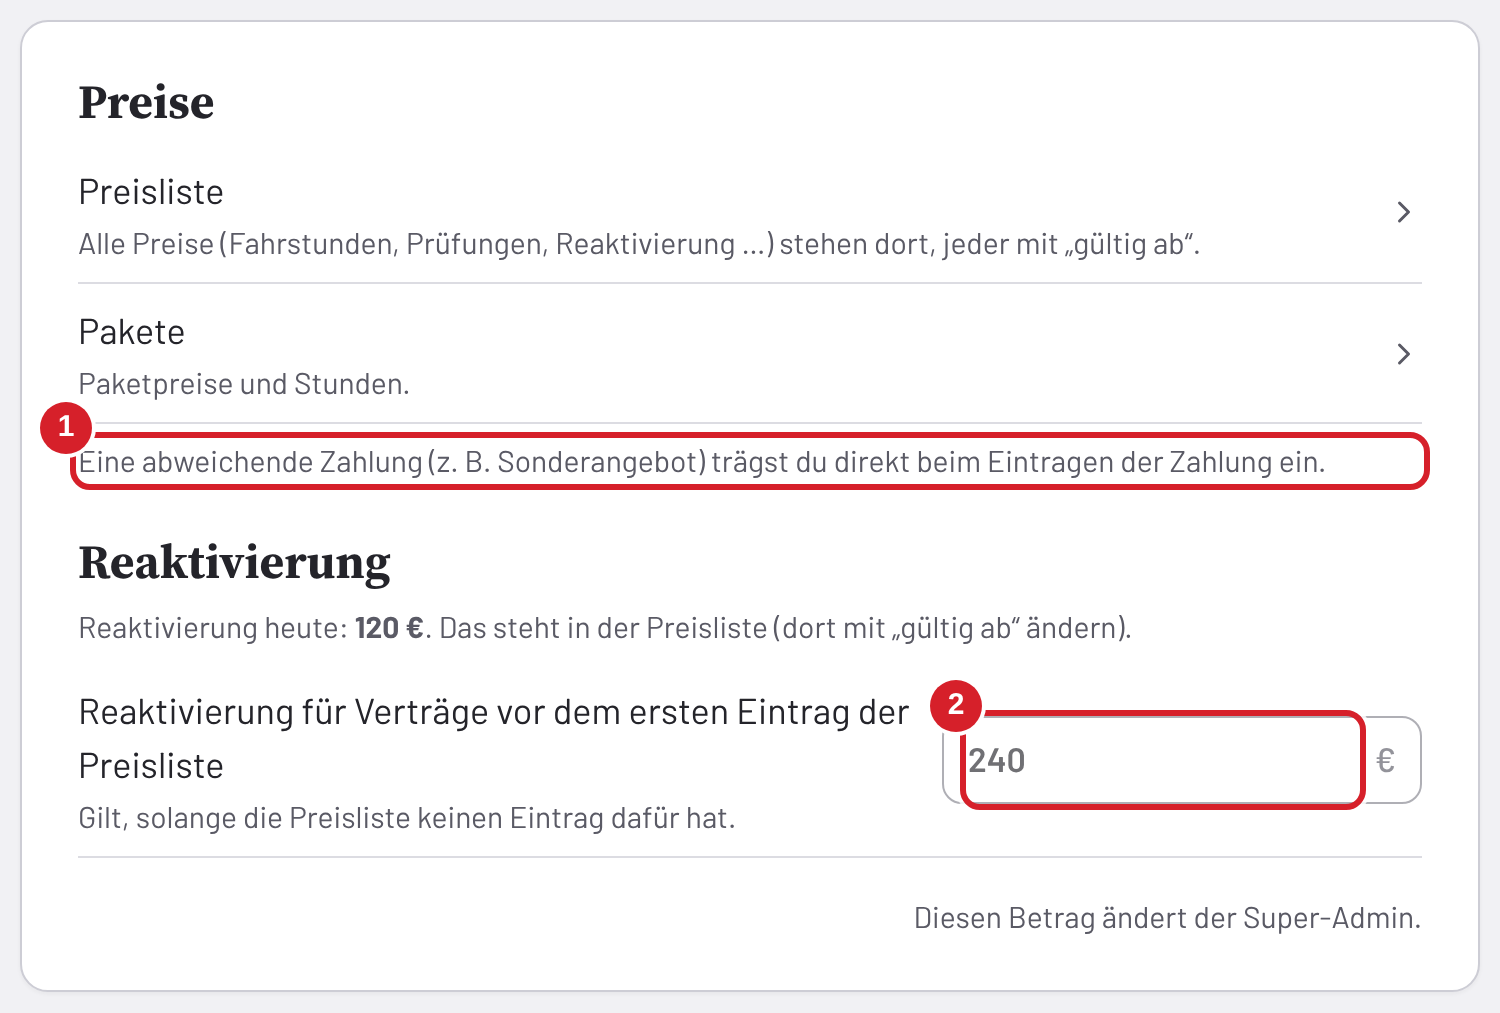 Preise
Preisliste
Alle Preise (Fahrstunden, Prüfungen, Reaktivierung ...) stehen dort, jeder mit „gültig ab“.
Pakete
Paketpreise und Stunden.
1
Eine abweichende Zahlung (z. B. Sonderangebot) trägst du direkt beim Eintragen der Zahlung ein.
Reaktivierung
Reaktivierung heute: 120 €. Das steht in der Preisliste (dort mit „gültig ab“ ändern).
Reaktivierung für Verträge vor dem ersten Eintrag der
Preisliste
2
240 €
Gilt, solange die Preisliste keinen Eintrag dafür hat.
Diesen Betrag ändert der Super-Admin.